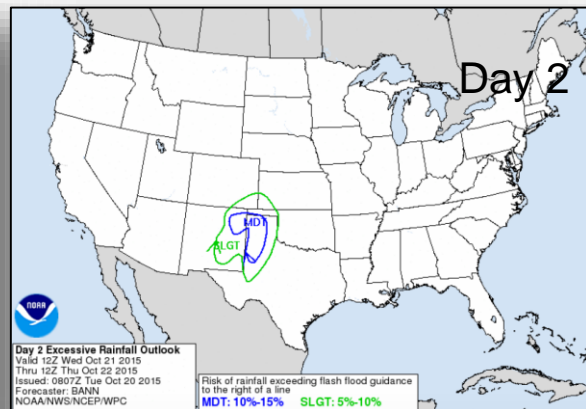 Day 2
MDT
SLGT
NOAA
Day 2 Excessive Rainfall Outlook
Valid 12Z Wed Oct 21 2015
Thru 12Z Thu Oct 22 2015
Issued: 0807Z Tue Oct 20 2015
Forecaster: BANN
NOAA/NWS/NCEP/WPC
Risk of rainfall exceeding flash flood guidance
to the right of a line
MDT: 10%-15% SLGT: 5%-10%